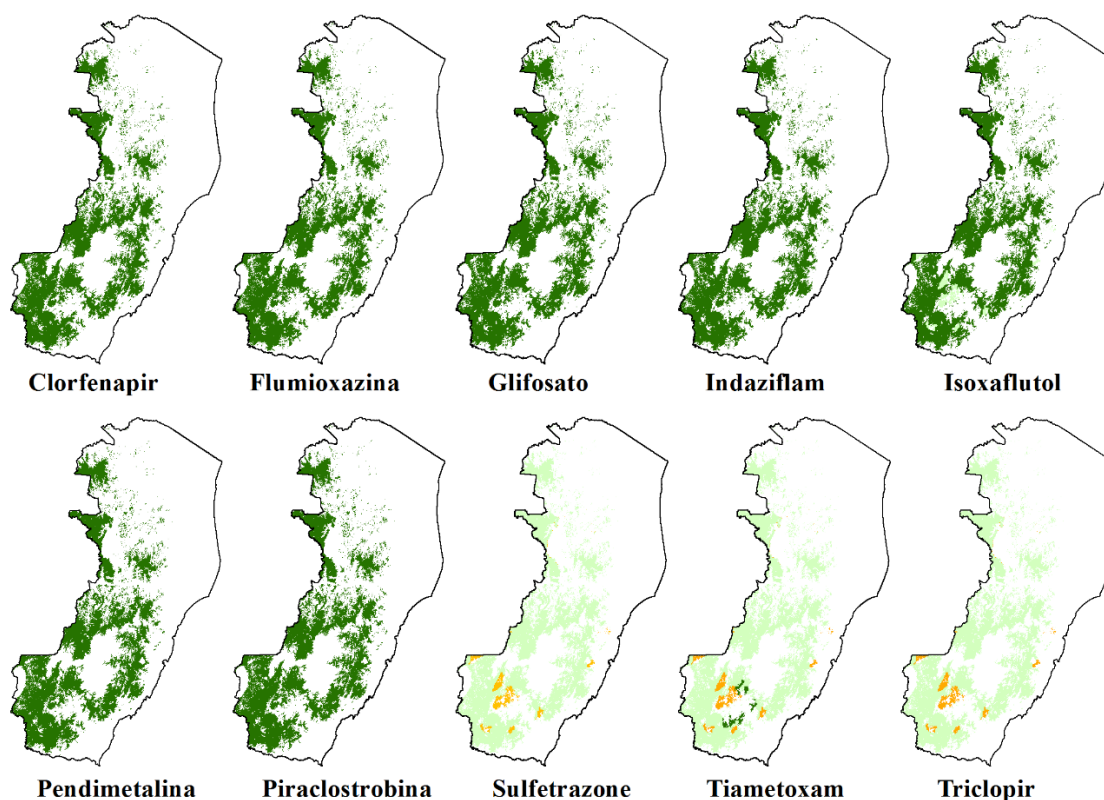 Clorfenapir Flumioxazina Glifosato Indaziflam Isoxaflutol
Pendimetalina Piraclostrobina Sulfetrazone Tiametoxam Triclopir